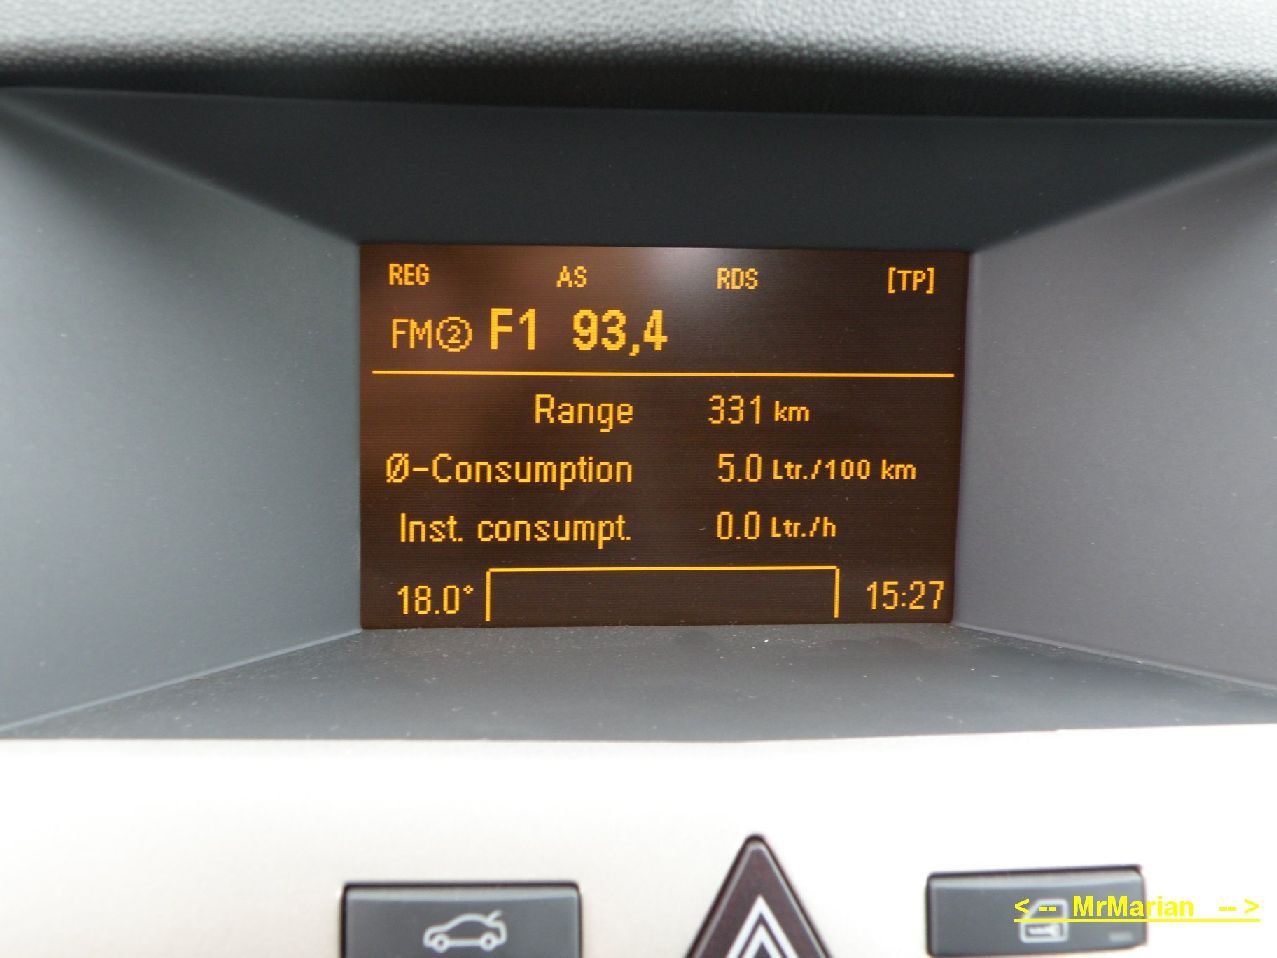 REG AS RDS [TP]
FM② F1 93,4
Range 331 km
Ø-Consumption 5.0 Ltr./100 km
Inst. consumpt. 0.0 Ltr./h
18.0° 15:27
<-- MrMarian -->